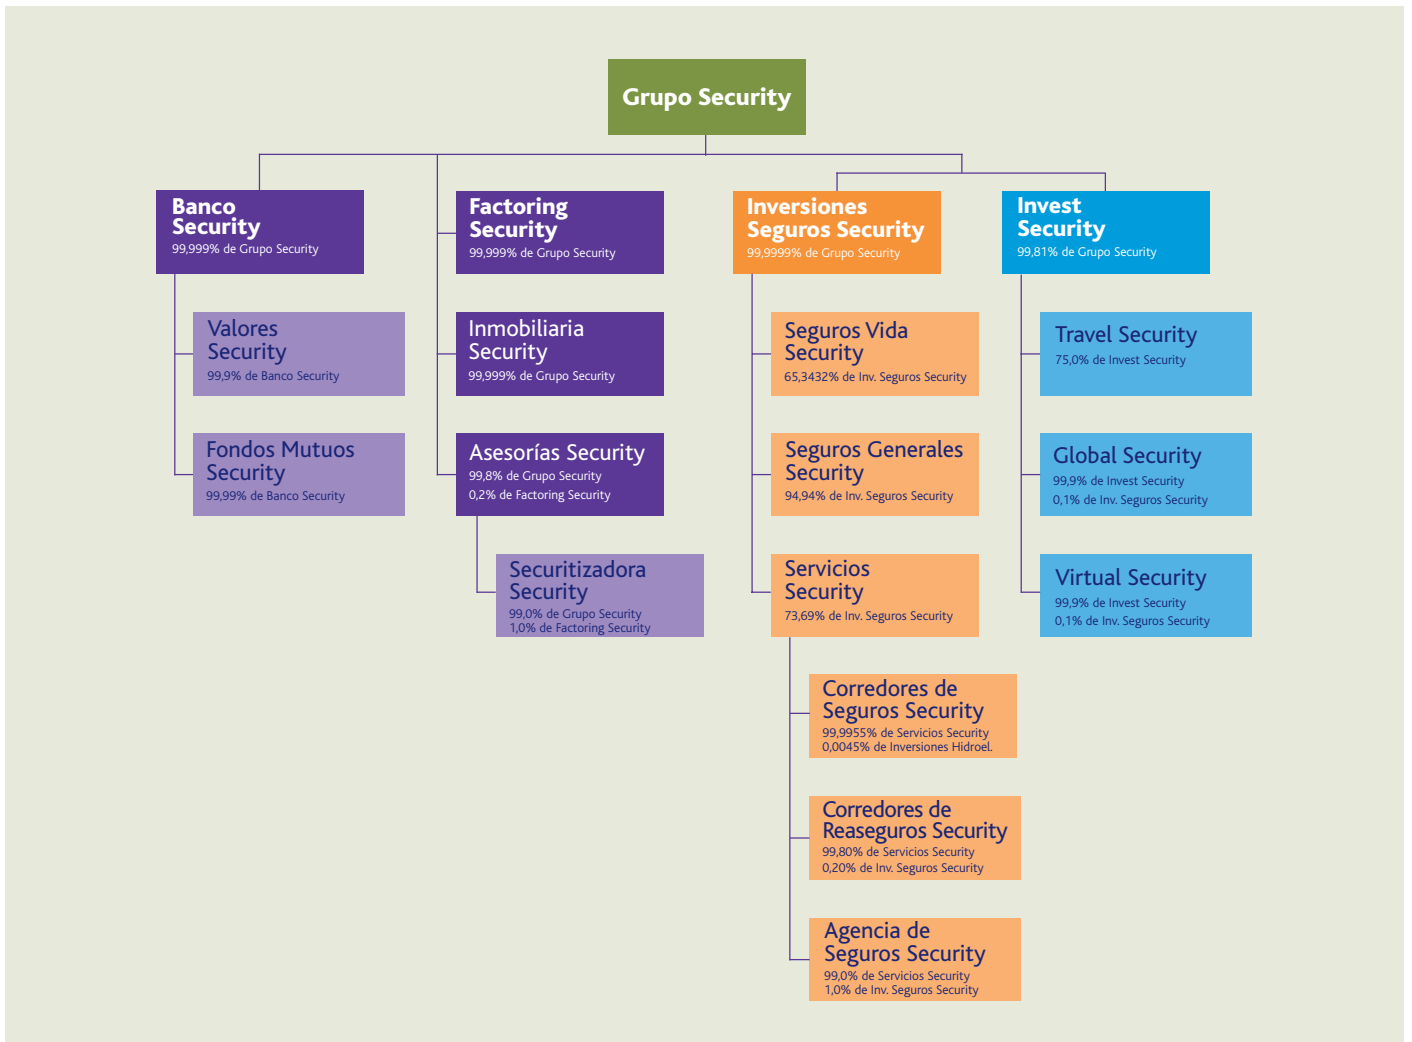 Grupo Security
Banco
Security
99,999% de Grupo Security
Valores
Security
99,9% de Banco Security
Fondos Mutuos
Security
99,99% de Banco Security
Factoring
Security
99,999% de Grupo Security
Inmobiliaria
Security
99,999% de Grupo Security
Asesorías Security
99,8% de Grupo Security
0,2% de Factoring Security
Securitizadora
Security
99,0% de Grupo Security
1,0% de Factoring Security
Inversiones
Seguros Security
99,9999% de Grupo Security
Seguros Vida
Security
65,3432% de Inv. Seguros Security
Seguros Generales
Security
94,94% de Inv. Seguros Security
Servicios
Security
73,69% de Inv. Seguros Security
Corredores de
Seguros Security
99,9955% de Servicios Security
0,0045% de Inversiones Hidroel.
Corredores de
Reaseguros Security
99,80% de Servicios Security
0,20% de Inv. Seguros Security
Agencia de
Seguros Security
99,0% de Servicios Security
1,0% de Inv. Seguros Security
Invest
Security
99,81% de Grupo Security
Travel Security
75,0% de Invest Security
Global Security
99,9% de Invest Security
0,1% de Inv. Seguros Security
Virtual Security
99,9% de Invest Security
0,1% de Inv. Seguros Security